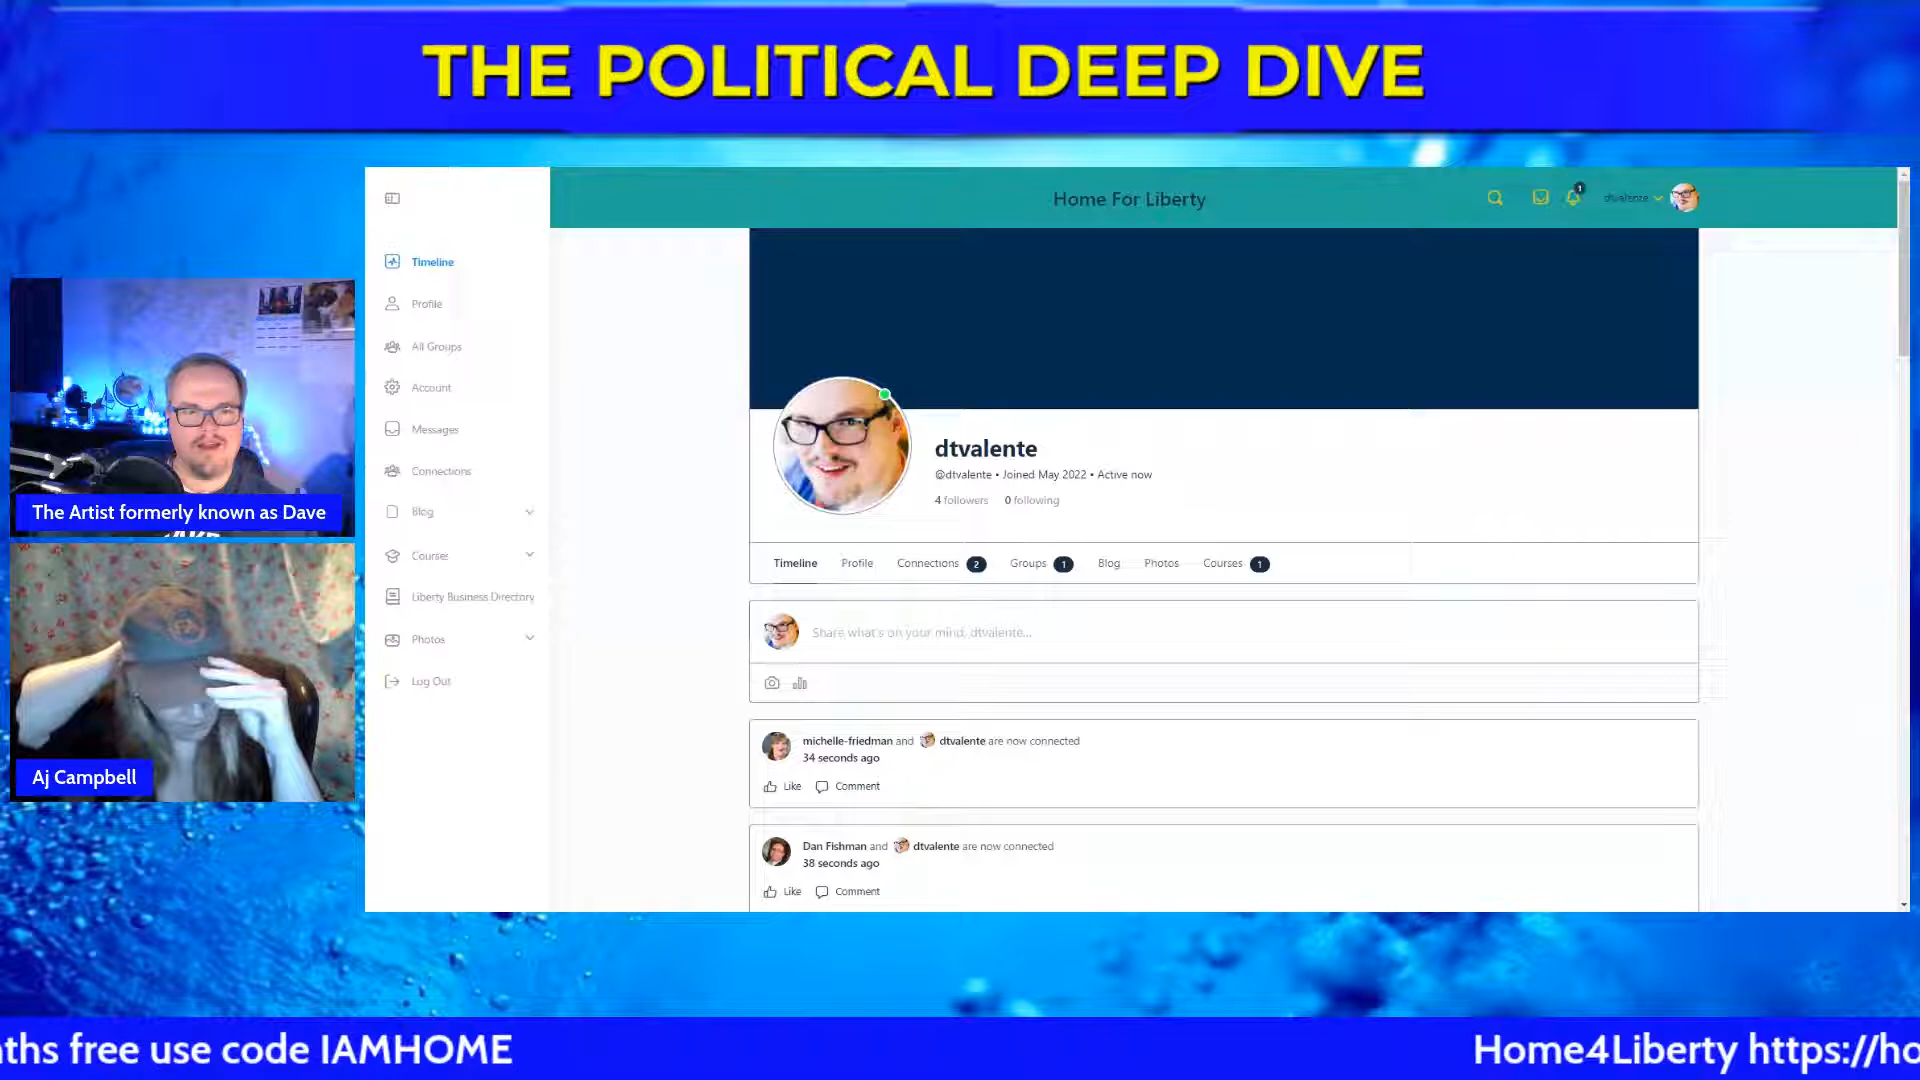 THE POLITICAL DEEP DIVE
Home For Liberty
1
dtvalente
Timeline
Profile
All Groups
Account
Messages
Connections
Blog
Courses
Liberty Business Directory
Photos
Log Out
The Artist formerly known as Dave
Aj Campbell
dtvalente
@dtvalente • Joined May 2022 • Active now
4 followers 0 following
Timeline Profile Connections 2 Groups 1 Blog Photos Courses 1
Share what's on your mind, dtvalente...
michelle-friedman and dtvalente are now connected
34 seconds ago
Like Comment
Dan Fishman and dtvalente are now connected
38 seconds ago
Like Comment
free use code IAMHOME
Home4Liberty https://ho